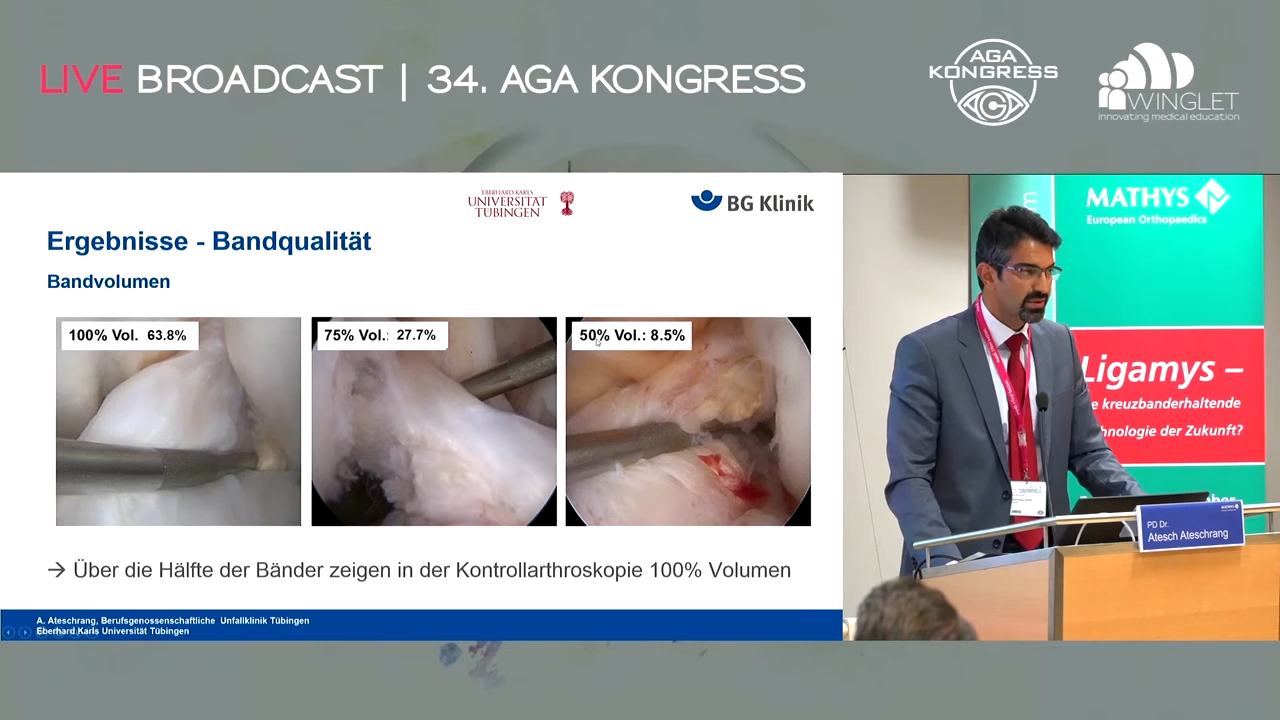 LIVE BROADCAST | 34. AGA KONGRESS
AGA
KONGRESS
AGA
WINGLET
innovating medical education
EBERHARD KARLS
UNIVERSITÄT
TÜBINGEN
BG Klinik
Ergebnisse - Bandqualität
Bandvolumen
100% Vol. 63.8%
75% Vol.: 27.7%
50% Vol.: 8.5%
→ Über die Hälfte der Bänder zeigen in der Kontrollarthroskopie 100% Volumen
A. Ateschrang, Berufsgenossenschaftliche Unfallklinik Tübingen
Eberhard Karls Universität Tübingen
MATHYS
European Orthopaedics
Ligamys –
e kreuzbanderhaltende
hnologie der Zukunft?
MATHYS
PD Dr.
Atesch Ateschrang